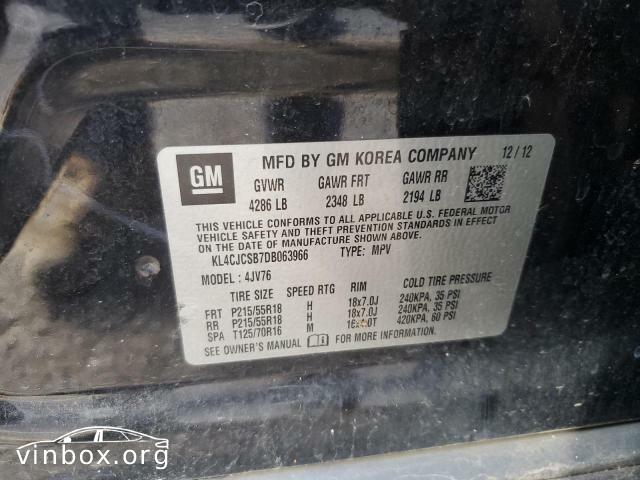 GM
MFD BY GM KOREA COMPANY 12/12
GVWR GAWR FRT GAWR RR
4286 LB 2348 LB 2194 LB
THIS VEHICLE CONFORMS TO ALL APPLICABLE U.S. FEDERAL MOTOR
VEHICLE SAFETY AND THEFT PREVENTION STANDARDS IN EFFECT
ON THE DATE OF MANUFACTURE SHOWN ABOVE.
KL4CJCSB7DB063966 TYPE: MPV
MODEL: 4JV76
TIRE SIZE SPEED RTG RIM COLD TIRE PRESSURE
FRT P215/55R18 H 18x7.0J 240KPA, 35 PSI
RR P215/55R18 H 18x7.0J 240KPA, 35 PSI
SPA T125/70R16 M 420KPA, 60 PSI
SEE OWNER'S MANUAL FOR MORE INFORMATION.
vinbox.org